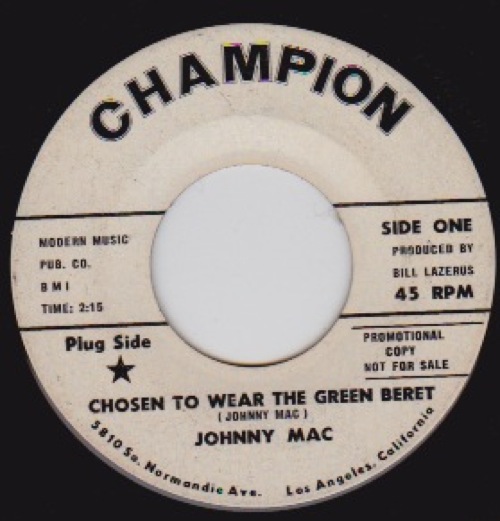 CHAMPION
MODERN MUSIC
PUB. CO.
BMI
TIME: 2:15
SIDE ONE
PRODUCED BY
BILL LAZERUS
45 RPM
Plug Side
PROMOTIONAL
COPY
NOT FOR SALE
CHOSEN TO WEAR THE GREEN BERET
(JOHNNY MAC)
JOHNNY MAC
5810 So. Normandie Ave. Los Angeles, California